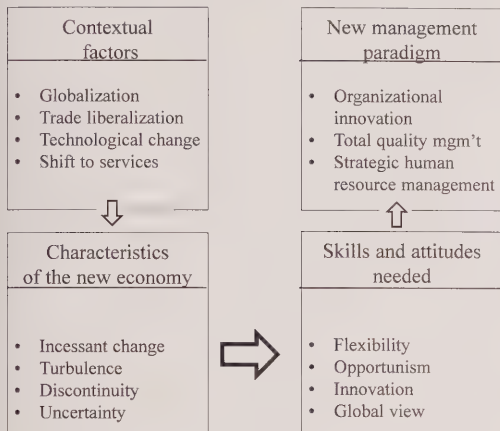 Contextual
factors
• Globalization
• Trade liberalization
• Technological change
• Shift to services
Characteristics
of the new economy
• Incessant change
• Turbulence
• Discontinuity
• Uncertainty
Skills and attitudes
needed
• Flexibility
• Opportunism
• Innovation
• Global view
New management
paradigm
• Organizational
innovation
• Total quality mgm't
• Strategic human
resource management